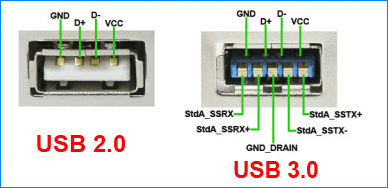 GND
D+
D-
VCC
USB 2.0
GND
D+
D-
VCC
StdA_SSRX
StdA_SSTX+
StdA_SSRX+
StdA_SSTX-
GND_DRAIN
USB 3.0